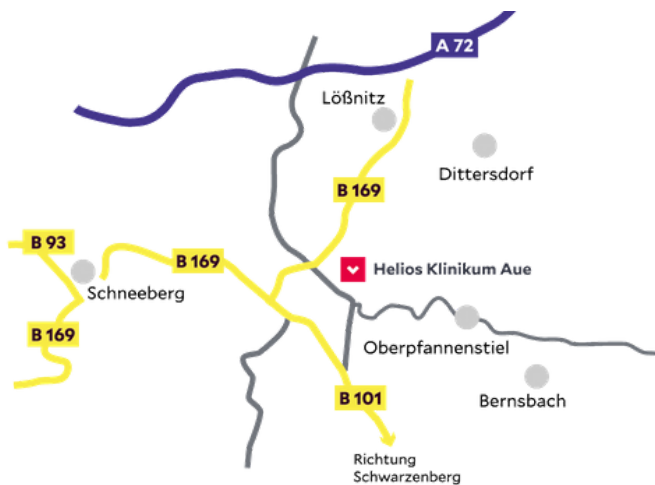 A 72
Lößnitz
Dittersdorf
B 169
B 93
B 169
Helios Klinikum Aue
Schneeberg
B 169
Oberpfannenstiel
B 101
Bernsbach
Richtung
Schwarzenberg